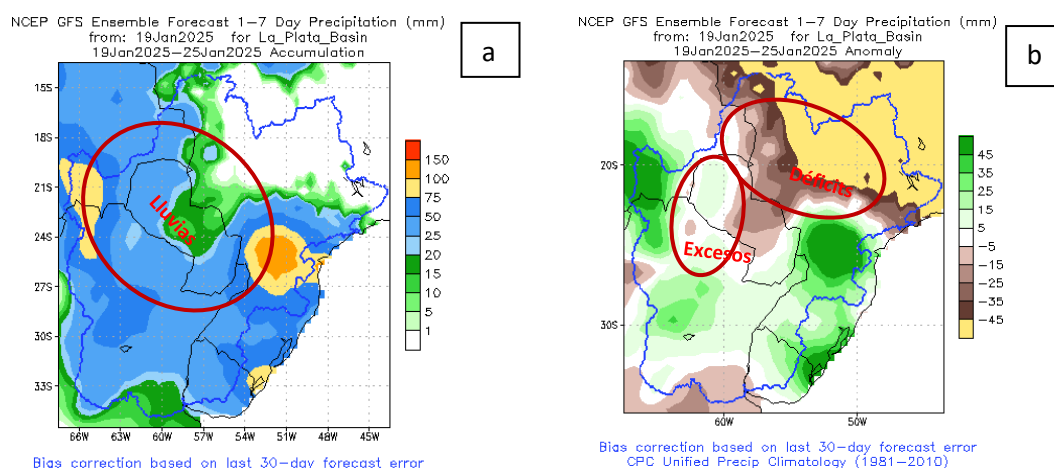 NCEP GFS Ensemble Forecast 1-7 Day Precipitation (mm)
from: 19Jan2025 for La_Plata_Basin
19Jan2025-25Jan2025 Accumulation
a
15S
18S
21S
24S
27S
30S
33S
66W 63W 60W 57W 54W 51W 48W 45W
Lluvias
150
100
75
50
25
20
15
10
5
1
Bias correction based on last 30-day forecast error
NCEP GFS Ensemble Forecast 1-7 Day Precipitation (mm)
from: 19Jan2025 for La_Plata_Basin
19Jan2025-25Jan2025 Anomaly
b
20S
30S
60W 50W
Déficits
Excesos
45
35
25
15
5
-5
-15
-25
-35
-45
Bias correction based on last 30-day forecast error
CPC Unified Precip Climatology (1981-2010)